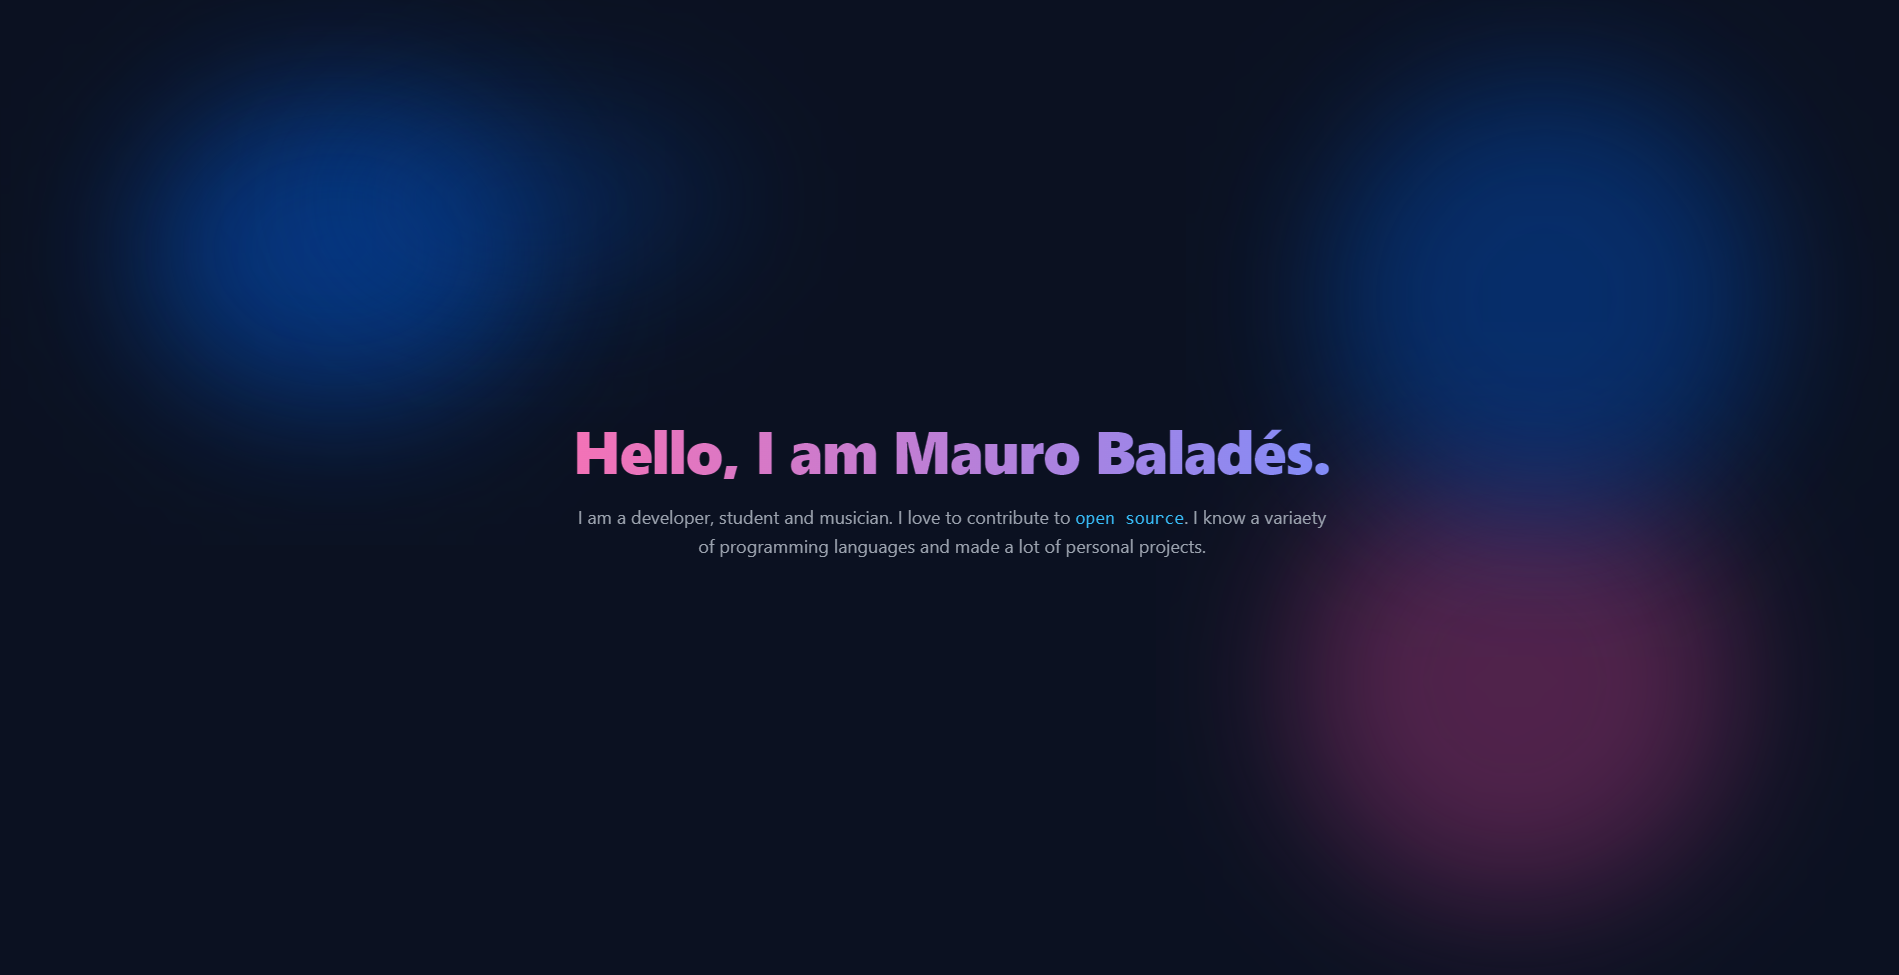 Hello, I am Mauro Baladés.
I am a developer, student and musician. I love to contribute to open source. I know a variaety
of programming languages and made a lot of personal projects.